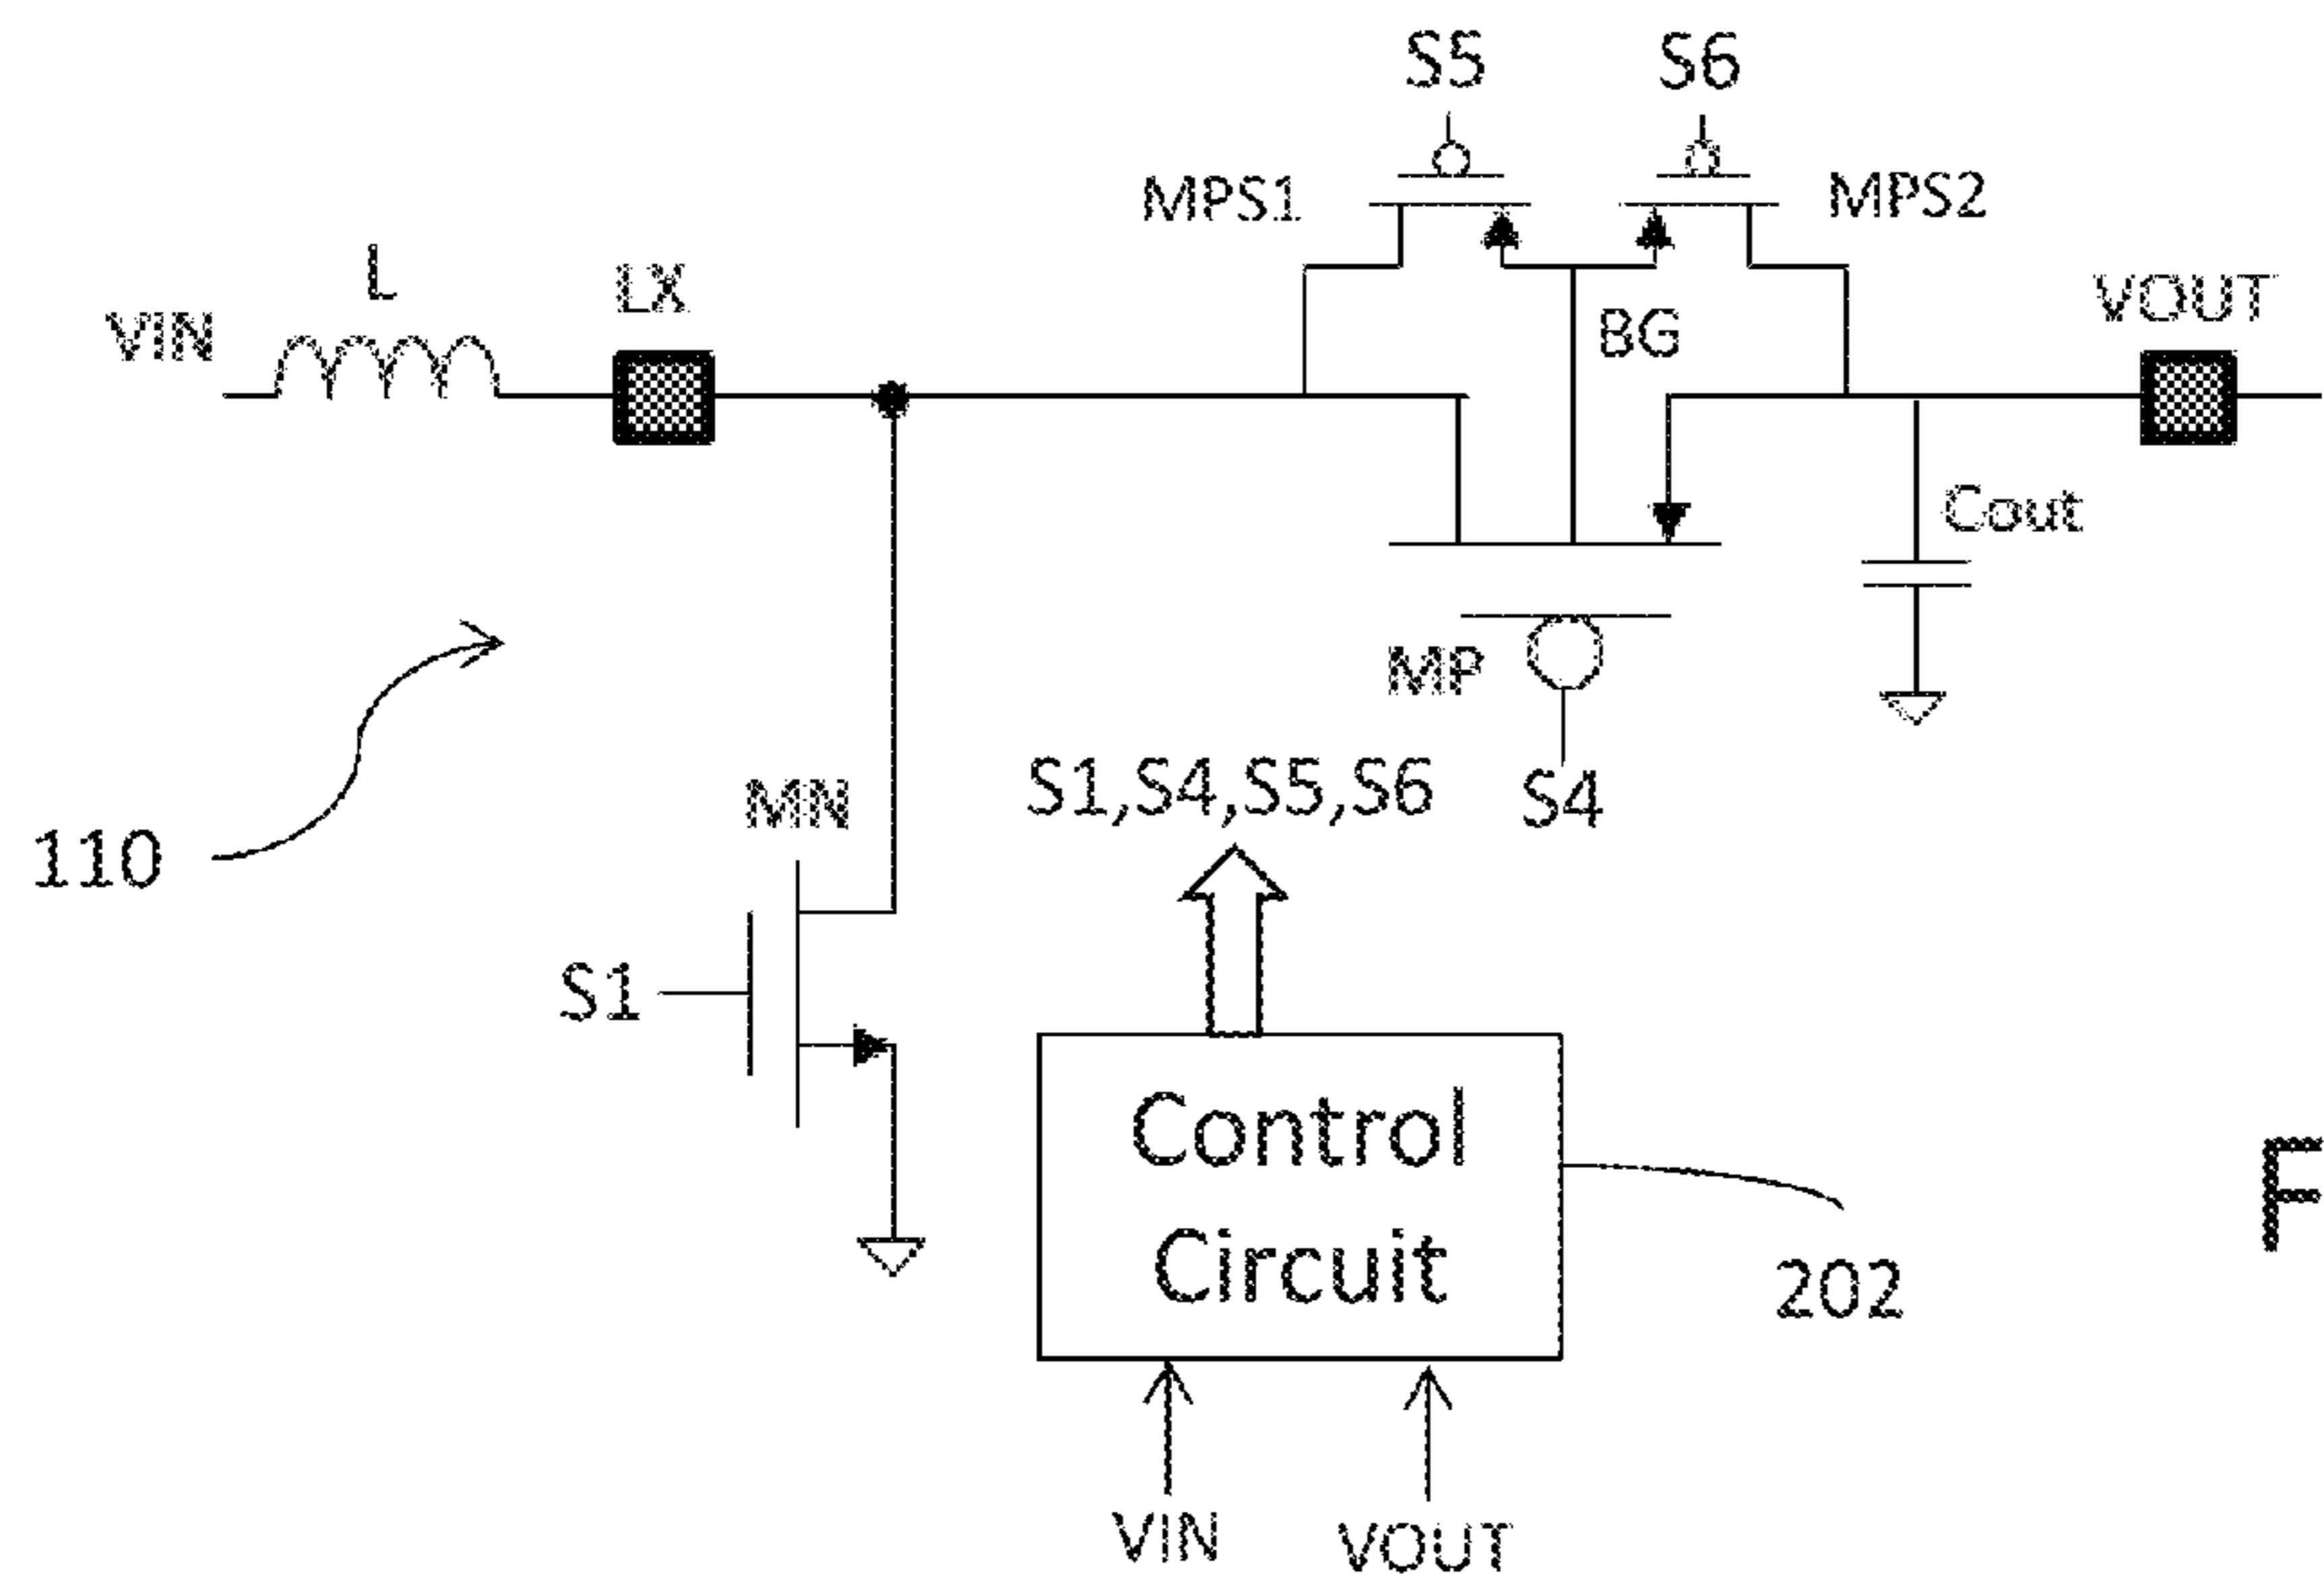 S5
S6
MPS1
MPS2
L
LX
VIN
BG
VOUT
Cout
MP
S4
S1,S4,S5,S6
MN
110
S1
Control
Circuit
F
202
VIN
VOUT